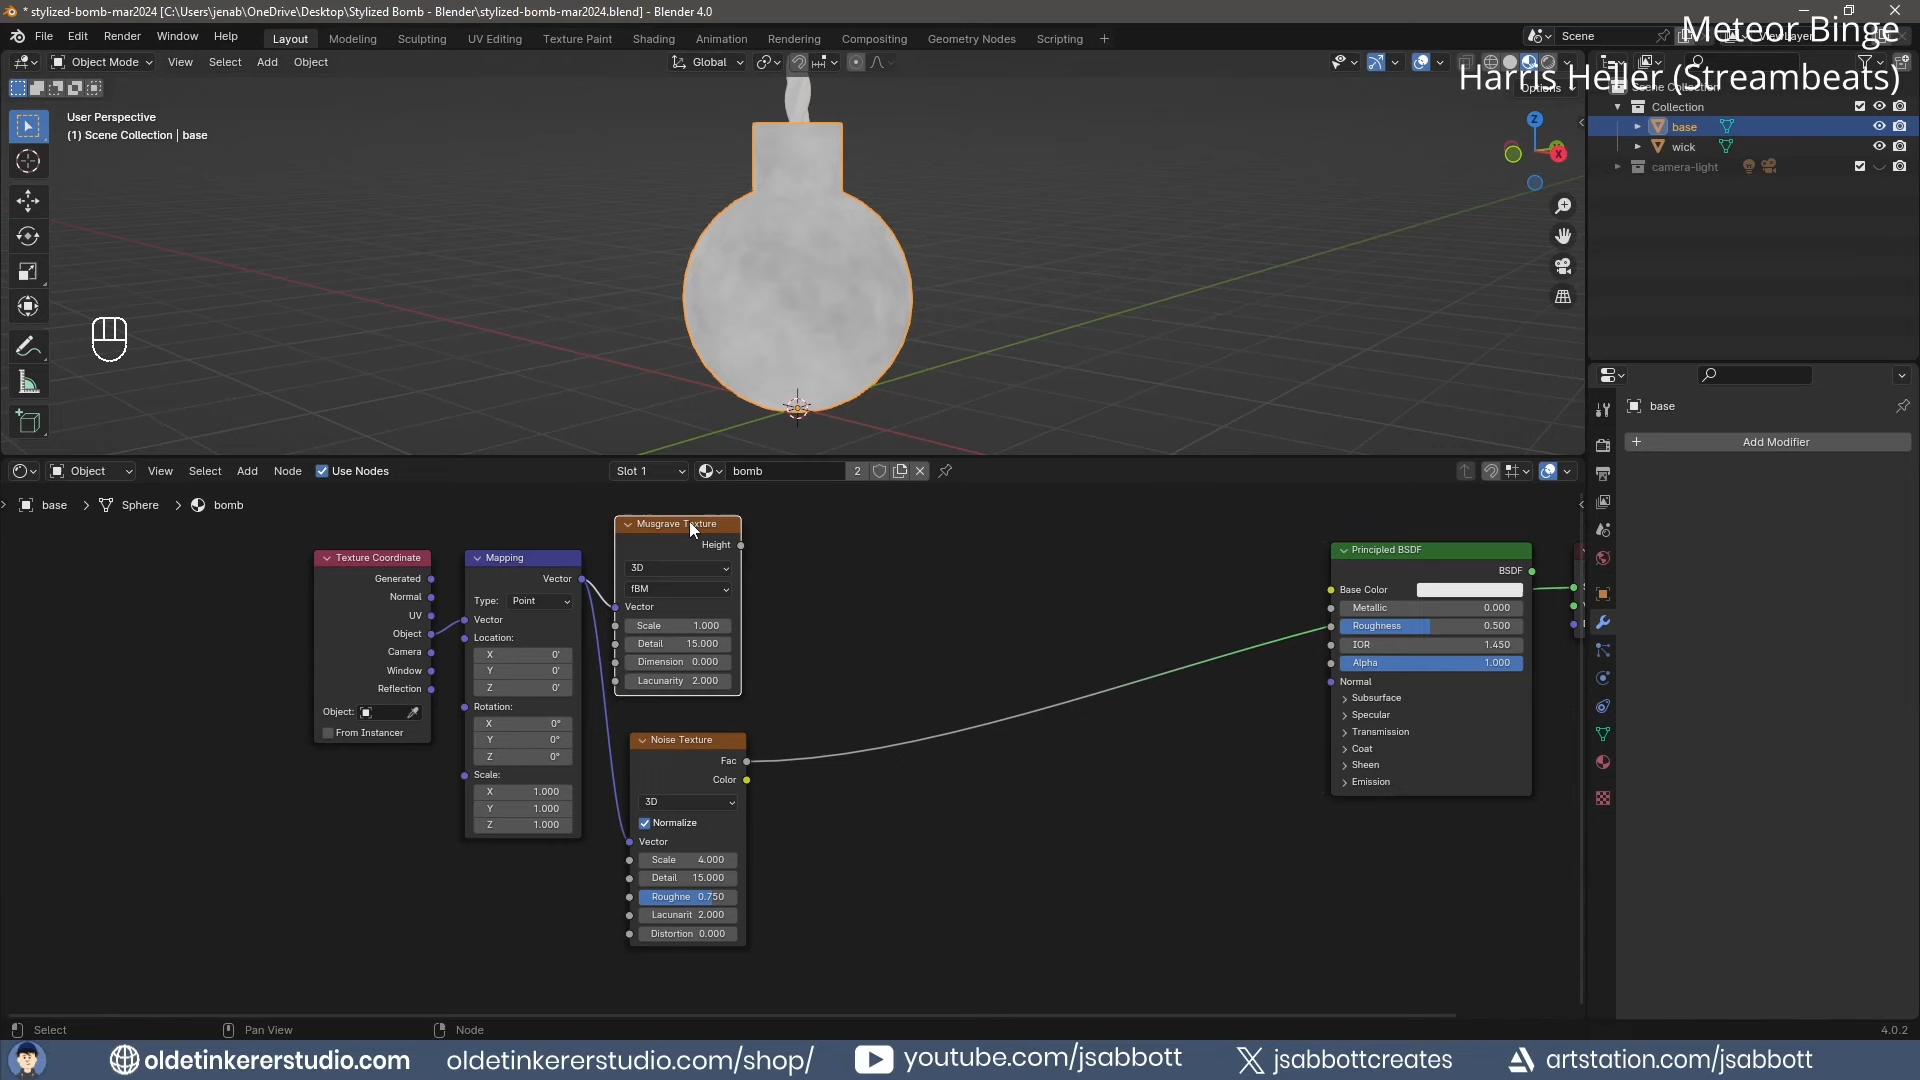 * stylized-bomb-mar2024 [C:\Users\jenab\OneDrive\Desktop\Stylized Bomb - Blender\stylized-bomb-mar2024.blend] - Blender 4.0
Meteor Binge
Harris Heller (Streambeats)
File Edit Render Window Help
Layout Modeling Sculpting UV Editing Texture Paint Shading Animation Rendering Compositing Geometry Nodes Scripting +
Scene
Object Mode View Select Add Object
Global
Options
User Perspective
(1) Scene Collection | base
Z
X
Scene Collection
Collection
base
wick
camera-light
base
+ Add Modifier
Object View Select Add Node Use Nodes
Slot 1
bomb
2
base > Sphere > bomb
Texture Coordinate
Generated
Normal
UV
Object
Camera
Window
Reflection
Object:
From Instancer
Mapping
Vector
Type: Point
Vector
Location:
X 0'
Y 0'
Z 0'
Rotation:
X 0°
Y 0°
Z 0°
Scale:
X 1.000
Y 1.000
Z 1.000
Musgrave Texture
Height
3D
fBM
Vector
Scale 1.000
Detail 15.000
Dimension 0.000
Lacunarity 2.000
Noise Texture
Fac
Color
3D
Normalize
Vector
Scale 4.000
Detail 15.000
Roughne 0.750
Lacunarit 2.000
Distortion 0.000
Principled BSDF
BSDF
Base Color
Metallic 0.000
Roughness 0.500
IOR 1.450
Alpha 1.000
Normal
Subsurface
Specular
Transmission
Coat
Sheen
Emission
Select
Pan View
Node
4.0.2
oldetinkererstudio.com
oldetinkererstudio.com/shop/
youtube.com/jsabbott
jsabbottcreates
artstation.com/jsabbott